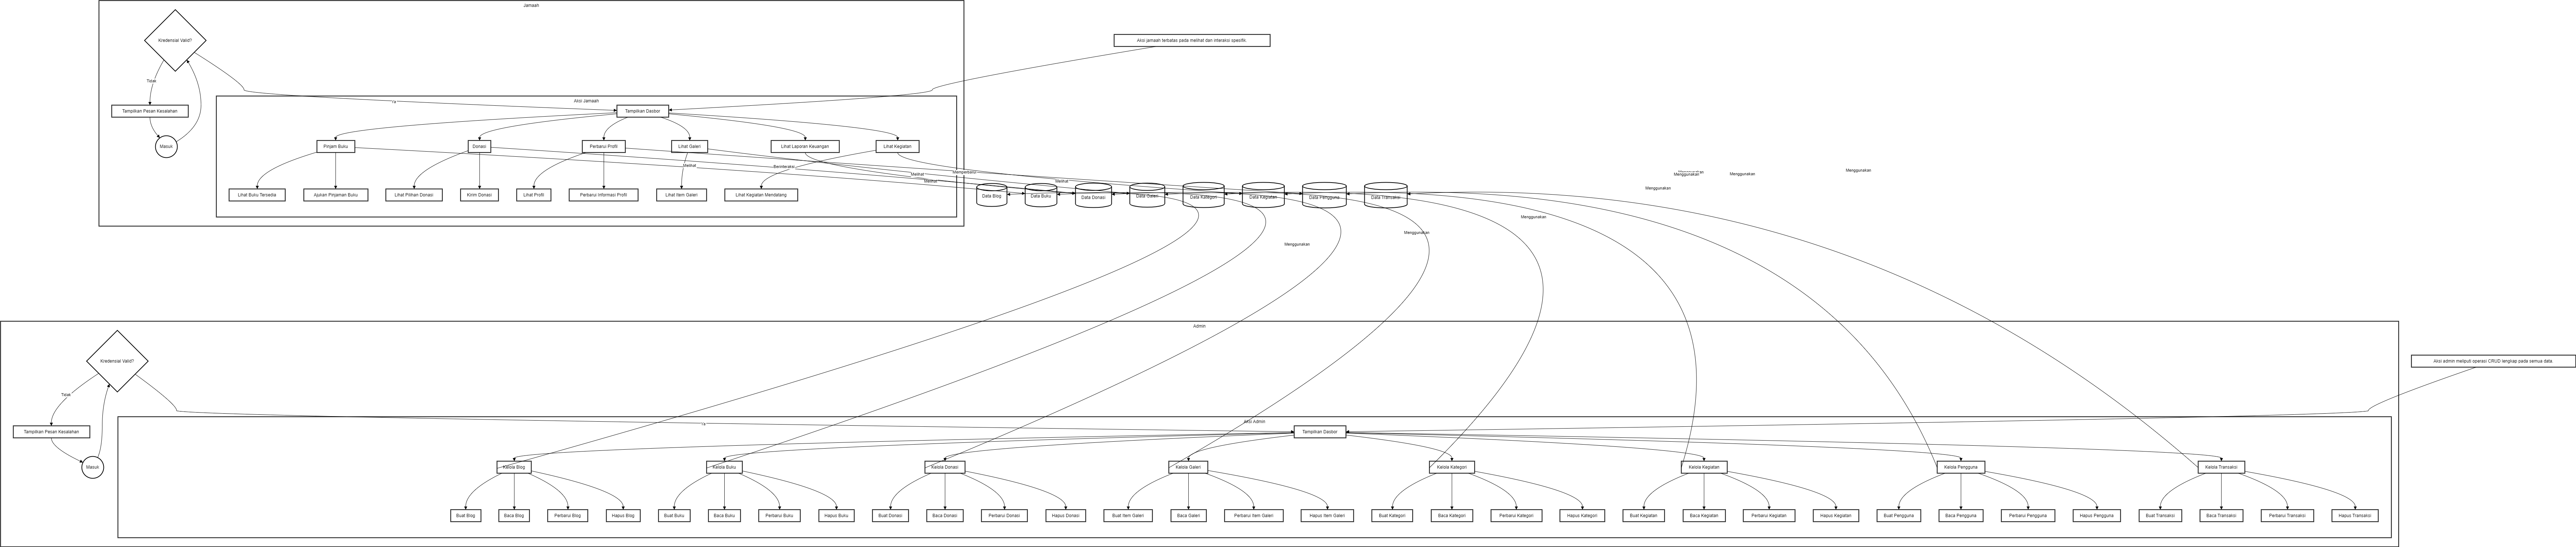 Jamaah
Kredensial Valid?
Aksi jamaah terbatas pada melihat dan interaksi spesifik.
Tidak
Ya
Aksi Jamaah
Tampilkan Pesan Kesalahan
Tampilkan Dasbor
Masuk
Pinjam Buku
Donasi
Perbarui Profil
Lihat Galeri
Lihat Laporan Keuangan
Lihat Kegiatan
Melihat
Berinteraksi
Melihat
Memperbarui
Melihat
Melihat
Menggunakan
Menggunakan
Menggunakan
Menggunakan
Lihat Buku Tersedia
Ajukan Pinjaman Buku
Lihat Pilihan Donasi
Kirim Donasi
Lihat Profil
Perbarui Informasi Profil
Lihat Item Galeri
Lihat Kegiatan Mendatang
Data Blog
Data Buku
Data Donasi
Data Galeri
Data Kategori
Data Kegiatan
Data Pengguna
Data Transaksi
Menggunakan
Menggunakan
Menggunakan
Admin
Kredensial Valid?
Aksi admin meliputi operasi CRUD lengkap pada semua data.
Tidak
Ya
Aksi Admin
Tampilkan Pesan Kesalahan
Tampilkan Dasbor
Masuk
Kelola Blog
Kelola Buku
Kelola Donasi
Kelola Galeri
Kelola Kategori
Kelola Kegiatan
Kelola Pengguna
Kelola Transaksi
Buat Blog
Baca Blog
Perbarui Blog
Hapus Blog
Buat Buku
Baca Buku
Perbarui Buku
Hapus Buku
Buat Donasi
Baca Donasi
Perbarui Donasi
Hapus Donasi
Buat Item Galeri
Baca Galeri
Perbarui Item Galeri
Hapus Item Galeri
Buat Kategori
Baca Kategori
Perbarui Kategori
Hapus Kategori
Buat Kegiatan
Baca Kegiatan
Perbarui Kegiatan
Hapus Kegiatan
Buat Pengguna
Baca Pengguna
Perbarui Pengguna
Hapus Pengguna
Buat Transaksi
Baca Transaksi
Perbarui Transaksi
Hapus Transaksi